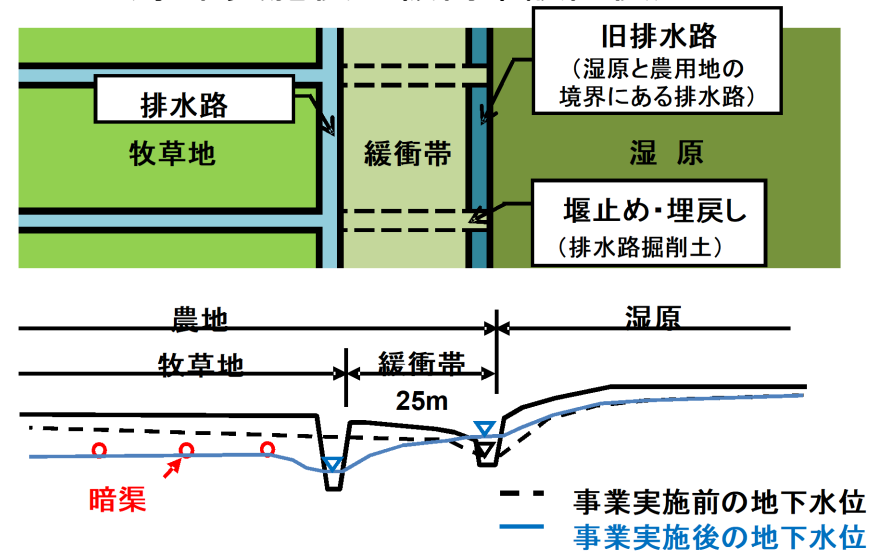 旧排水路
(湿原と農用地の
境界にある排水路)
排水路
牧草地
緩衝帯
湿 原
堰止め・埋戻し
(排水路掘削土)
農地
湿原
牧草地
緩衝帯
25m
暗渠
事業実施前の地下水位
事業実施後の地下水位